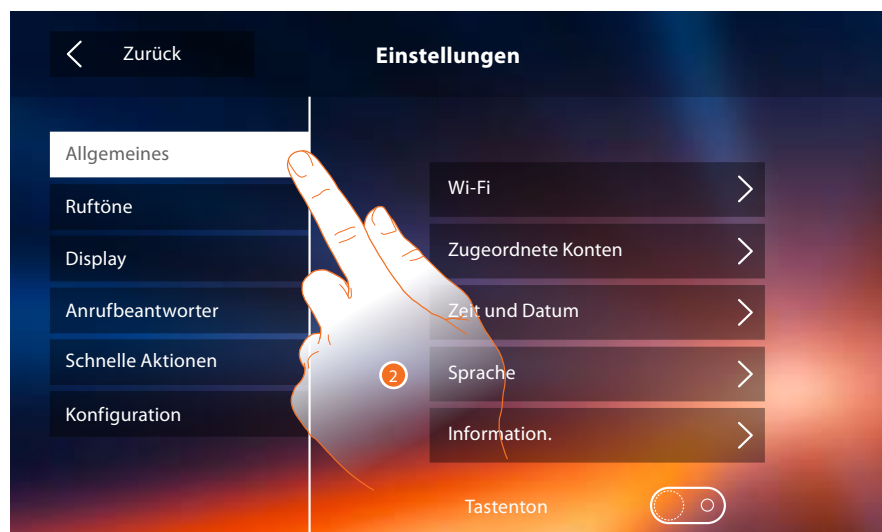 Zurück
Einstellungen
Allgemeines
Ruftöne
Display
Anrufbeantworter
Schnelle Aktionen
Konfiguration
Wi-Fi
Zugeordnete Konten
Zeit und Datum
2
Sprache
Information.
Tastenton